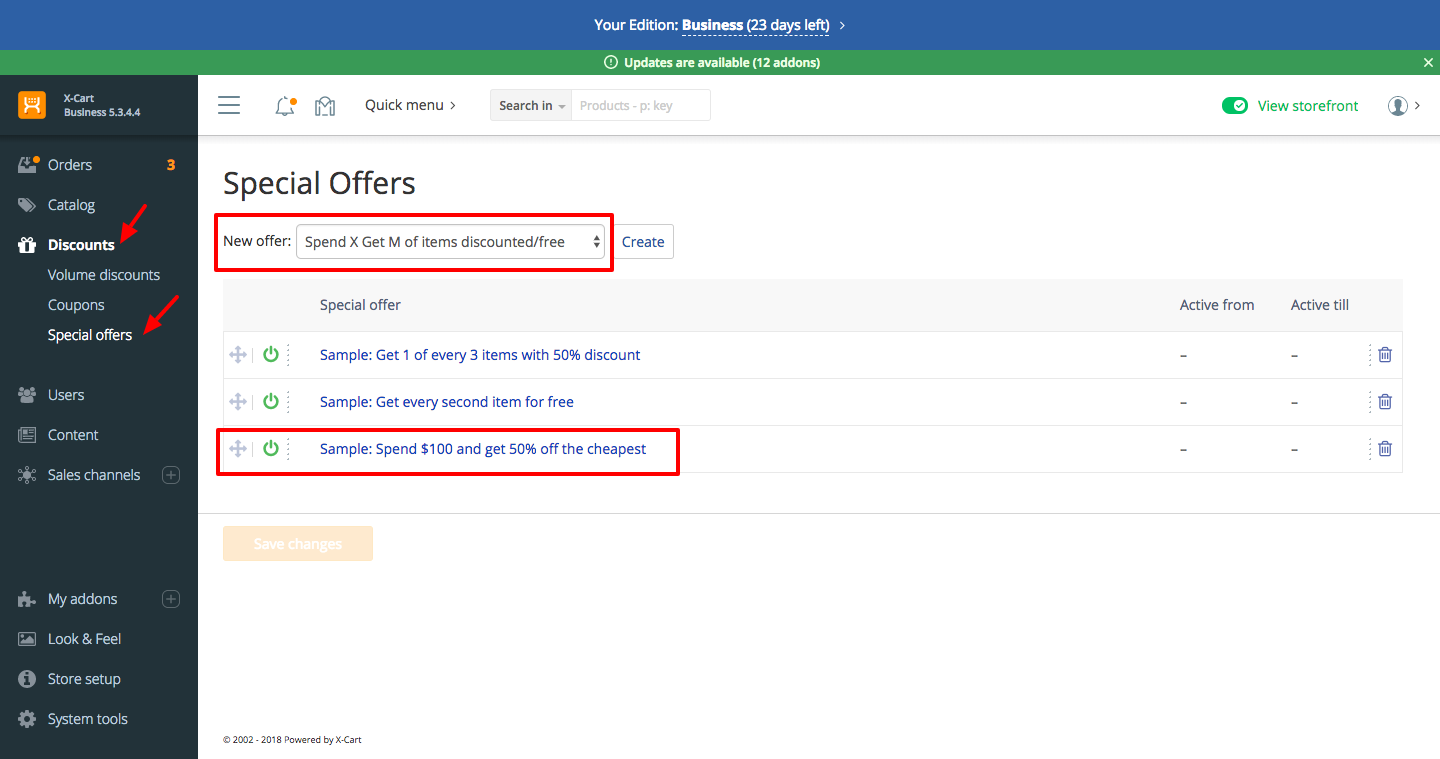 Your Edition: Business (23 days left)
Updates are available (12 addons)
X-Cart
Business 5.3.4.4
Quick menu
Search in
Products - p: key
View storefront
Orders 3
Catalog
Discounts
Volume discounts
Coupons
Special offers
Users
Content
Sales channels
My addons
Look & Feel
Store setup
System tools
Special Offers
New offer: Spend X Get M of items discounted/free Create
Special offer Active from Active till
Sample: Get 1 of every 3 items with 50% discount – –
Sample: Get every second item for free – –
Sample: Spend $100 and get 50% off the cheapest – –
Save changes
© 2002 - 2018 Powered by X-Cart